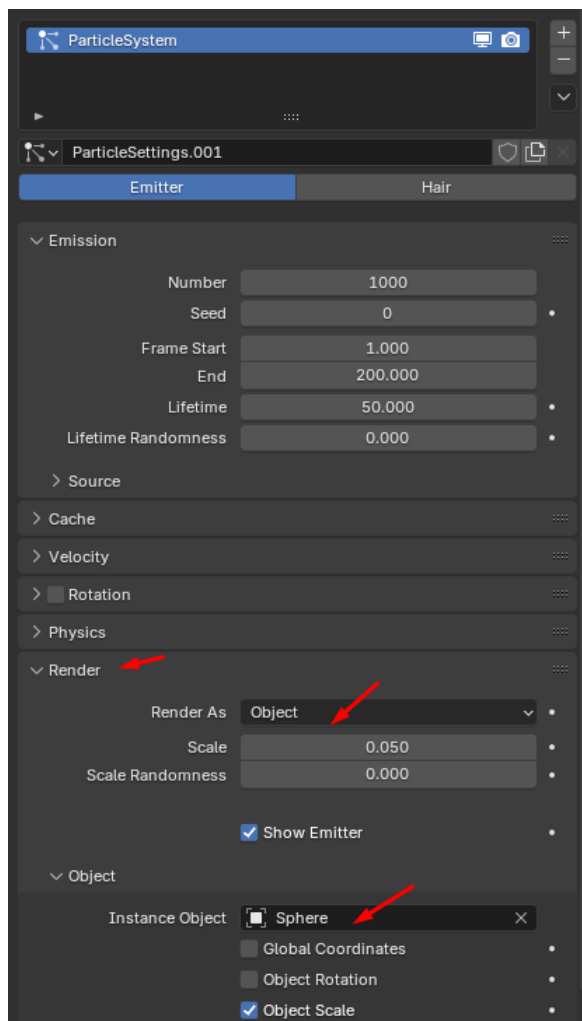 ParticleSystem
ParticleSettings.001
Emitter Hair
Emission
Number 1000
Seed 0
Frame Start 1.000
End 200.000
Lifetime 50.000
Lifetime Randomness 0.000
Source
Cache
Velocity
Rotation
Physics
Render
Render As Object
Scale 0.050
Scale Randomness 0.000
Show Emitter
Object
Instance Object Sphere
Global Coordinates
Object Rotation
Object Scale